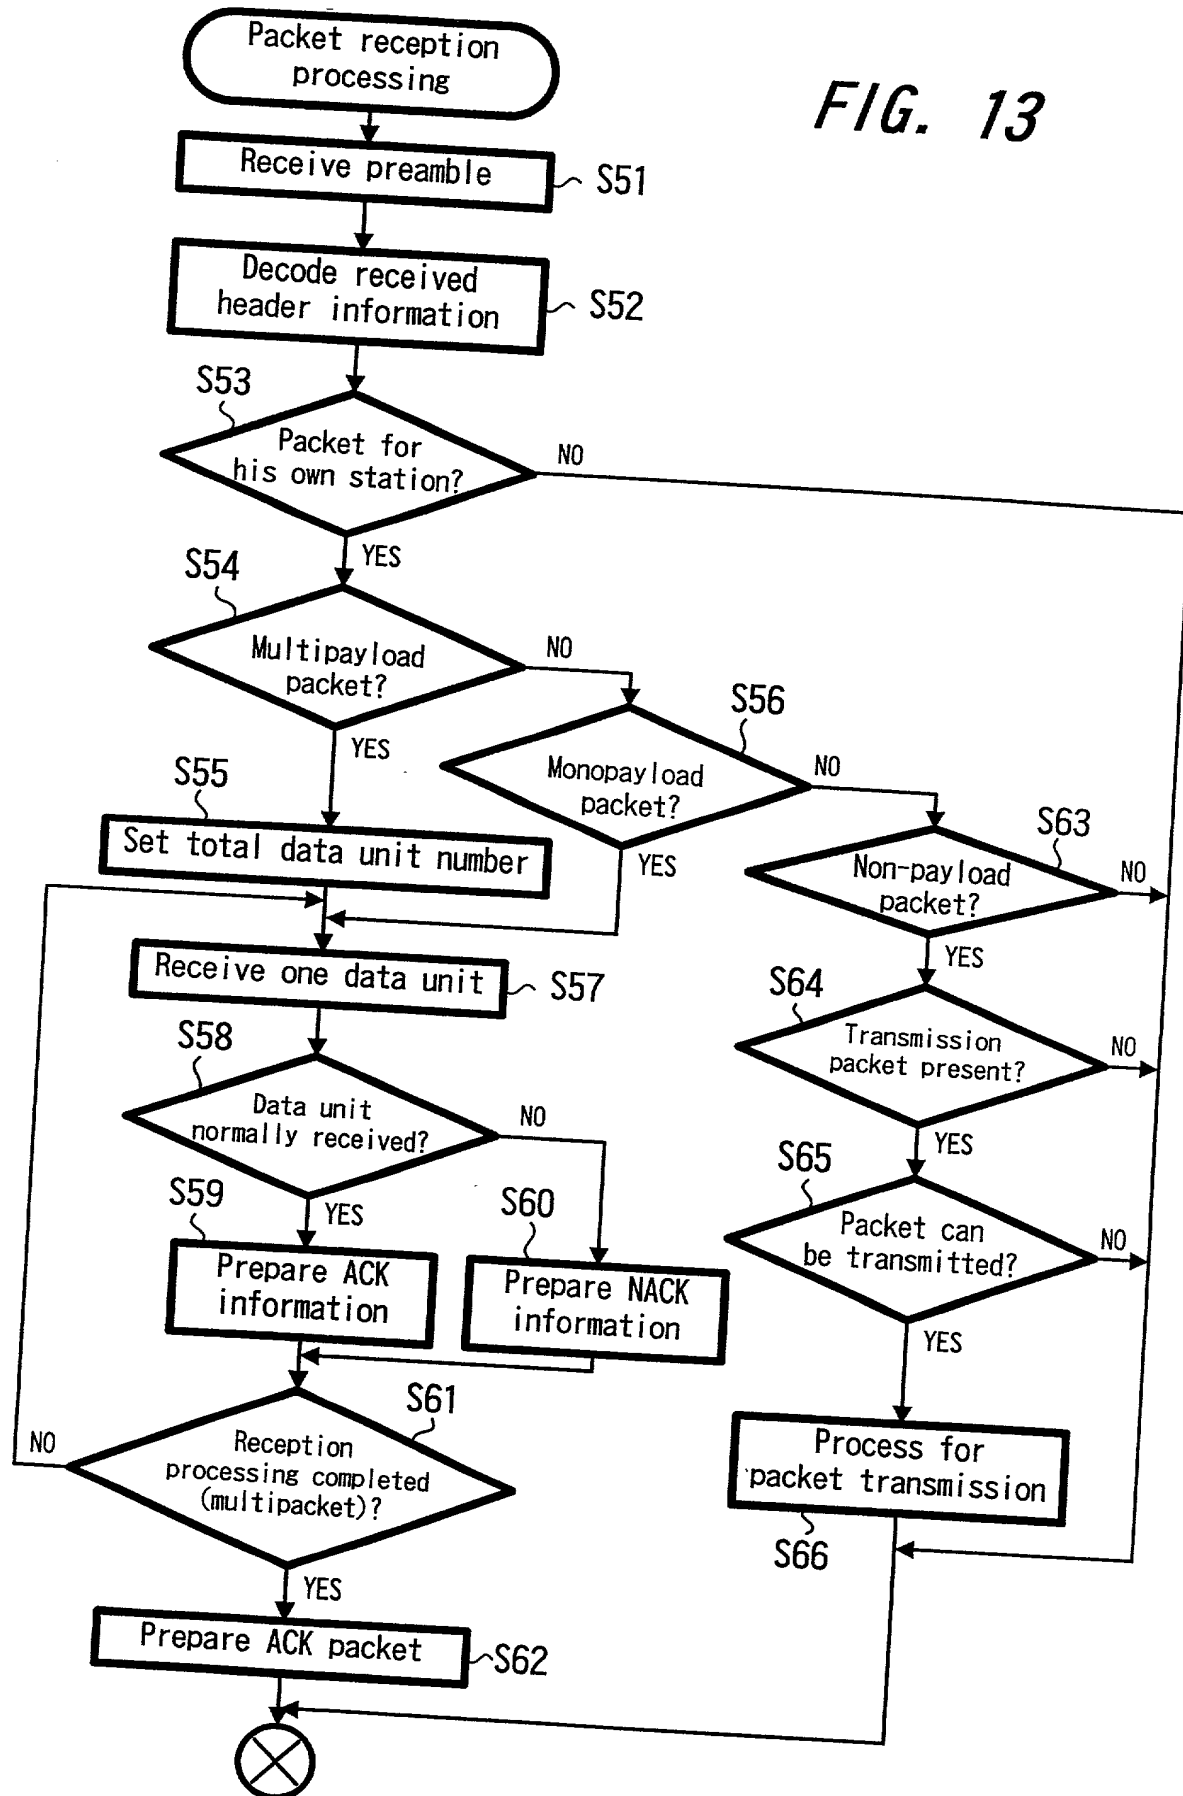 Packet reception
processing
FIG. 13
Receive preamble
S51
Decode received
header information
S52
S53
Packet for
his own station?
NO
YES
S54
Multipayload
packet?
NO
YES
S56
Monopayload
packet?
NO
YES
S55
Set total data unit number
S63
Non-payload
packet?
NO
YES
Receive one data unit
S57
S64
Transmission
packet present?
NO
YES
S58
Data unit
normally received?
NO
YES
S65
Packet can
be transmitted?
NO
YES
S59
Prepare ACK
information
S60
Prepare NACK
information
S61
Reception
processing completed
(multipacket)?
NO
YES
Process for
packet transmission
S66
Prepare ACK packet
S62